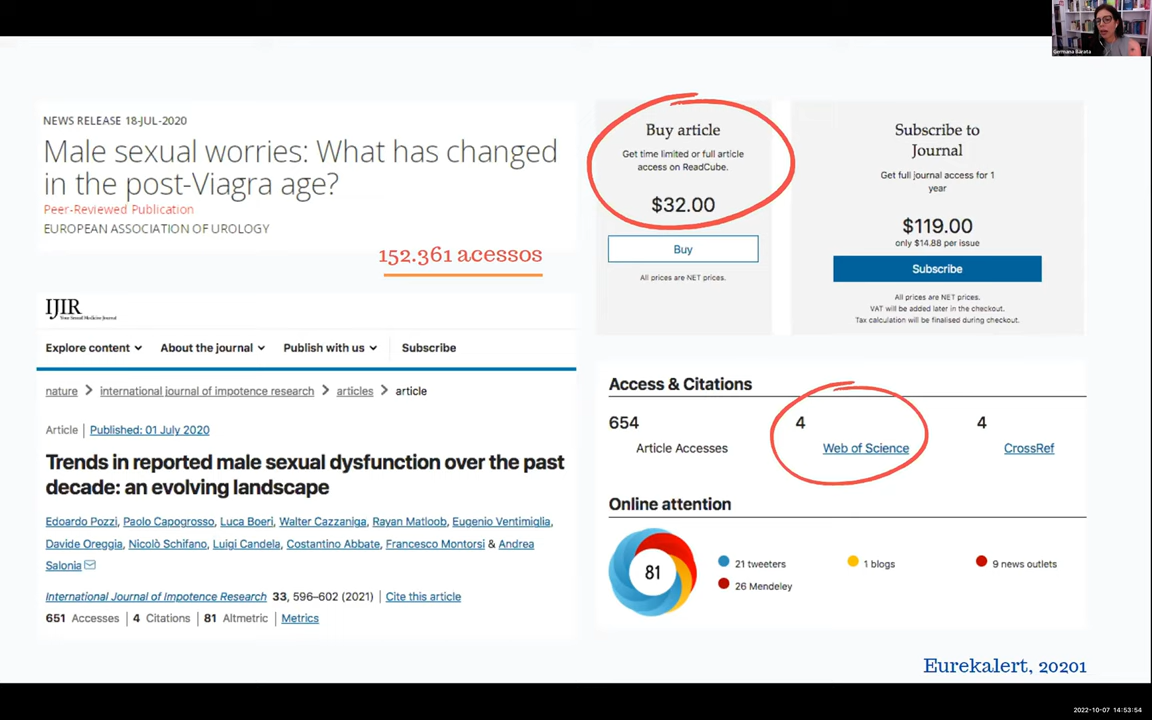 Germana Barata
NEWS RELEASE 18-JUL-2020
Male sexual worries: What has changed
in the post-Viagra age?
Peer-Reviewed Publication
EUROPEAN ASSOCIATION OF UROLOGY
152.361 acessos
IJIR
Your Sexual Medicine Journal
Explore content About the journal Publish with us Subscribe
nature > international journal of impotence research > articles > article
Article | Published: 01 July 2020
Trends in reported male sexual dysfunction over the past
decade: an evolving landscape
Edoardo Pozzi, Paolo Capogrosso, Luca Boeri, Walter Cazzaniga, Rayan Matloob, Eugenio Ventimiglia,
Davide Oreggia, Nicolò Schifano, Luigi Candela, Costantino Abbate, Francesco Montorsi & Andrea
Salonia
International Journal of Impotence Research 33, 596–602 (2021) | Cite this article
651 Accesses | 4 Citations | 81 Altmetric | Metrics
Buy article
Get time limited or full article
access on ReadCube.
$32.00
Buy
All prices are NET prices.
Subscribe to
Journal
Get full journal access for 1
year
$119.00
only $14.88 per issue
Subscribe
All prices are NET prices.
VAT will be added later in the checkout.
Tax calculation will be finalised during checkout.
Access & Citations
654
Article Accesses
4
Web of Science
4
CrossRef
Online attention
81
21 tweeters
1 blogs
9 news outlets
26 Mendeley
Eurekalert, 20201
2022-10-07 14:53:54